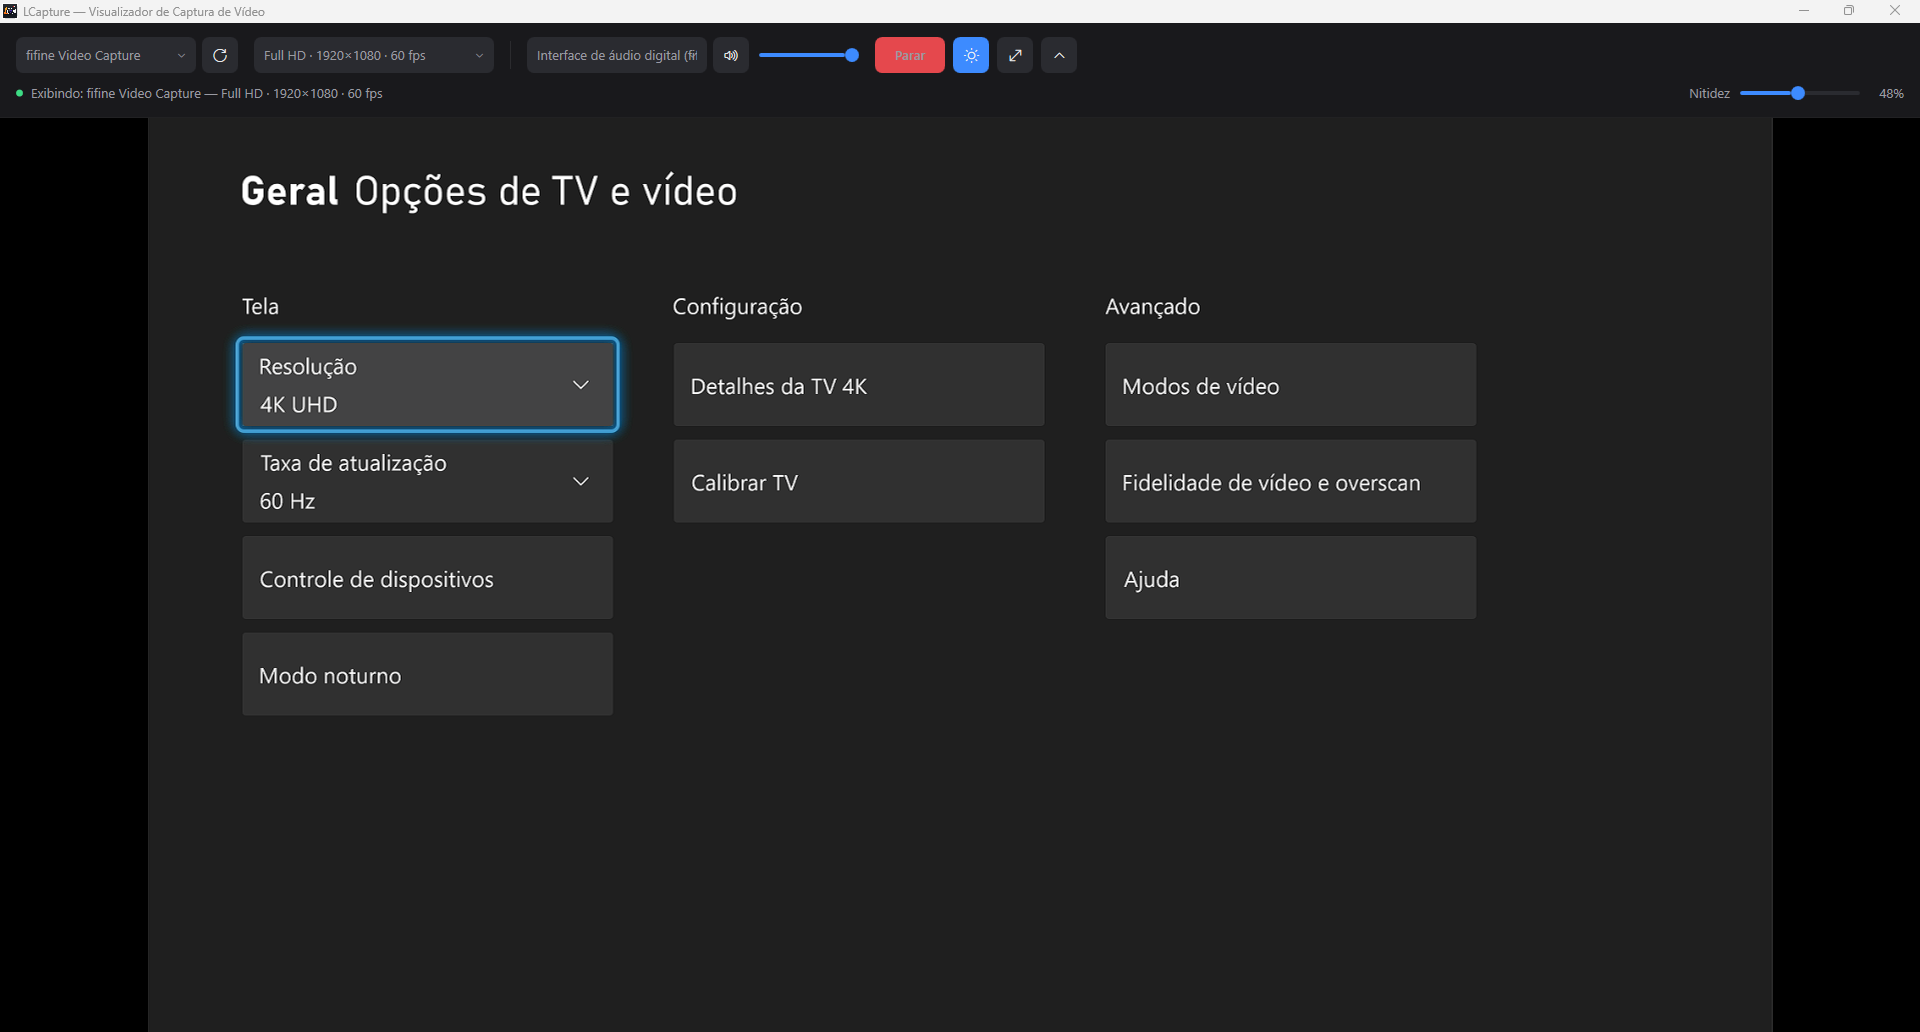 LCapture — Visualizador de Captura de Vídeo
fifine Video Capture
Full HD · 1920×1080 · 60 fps
Interface de áudio digital (fif
Parar
Exibindo: fifine Video Capture — Full HD · 1920×1080 · 60 fps
Nitidez
48%
Geral Opções de TV e vídeo
Tela
Resolução
4K UHD
Taxa de atualização
60 Hz
Controle de dispositivos
Modo noturno
Configuração
Detalhes da TV 4K
Calibrar TV
Avançado
Modos de vídeo
Fidelidade de vídeo e overscan
Ajuda